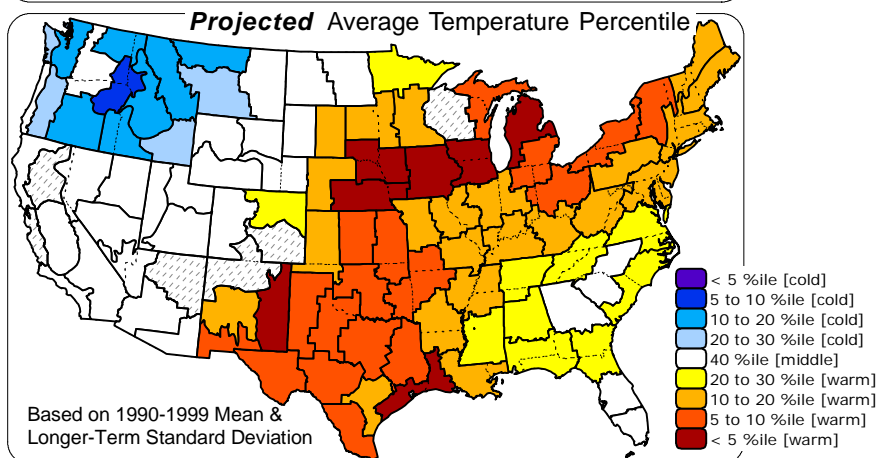 Projected Average Temperature Percentile
< 5 %ile [cold]
5 to 10 %ile [cold]
10 to 20 %ile [cold]
20 to 30 %ile [cold]
40 %ile [middle]
20 to 30 %ile [warm]
10 to 20 %ile [warm]
5 to 10 %ile [warm]
< 5 %ile [warm]
Based on 1990-1999 Mean &
Longer-Term Standard Deviation